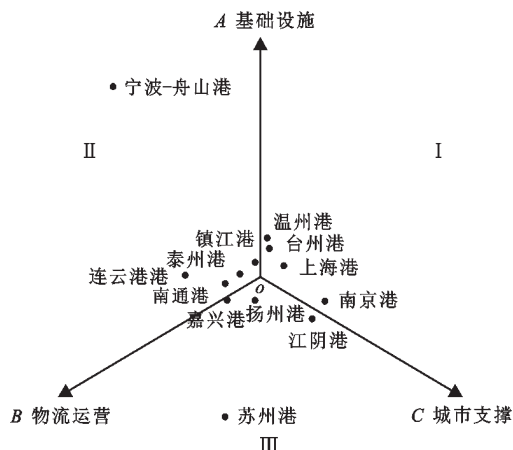 A 基础设施
宁波-舟山港
II
I
温州港
镇江港
台州港
泰州港
上海港
连云港港
o
南通港
南京港
嘉兴港
扬州港
江阴港
B 物流运营
苏州港
C 城市支撑
III